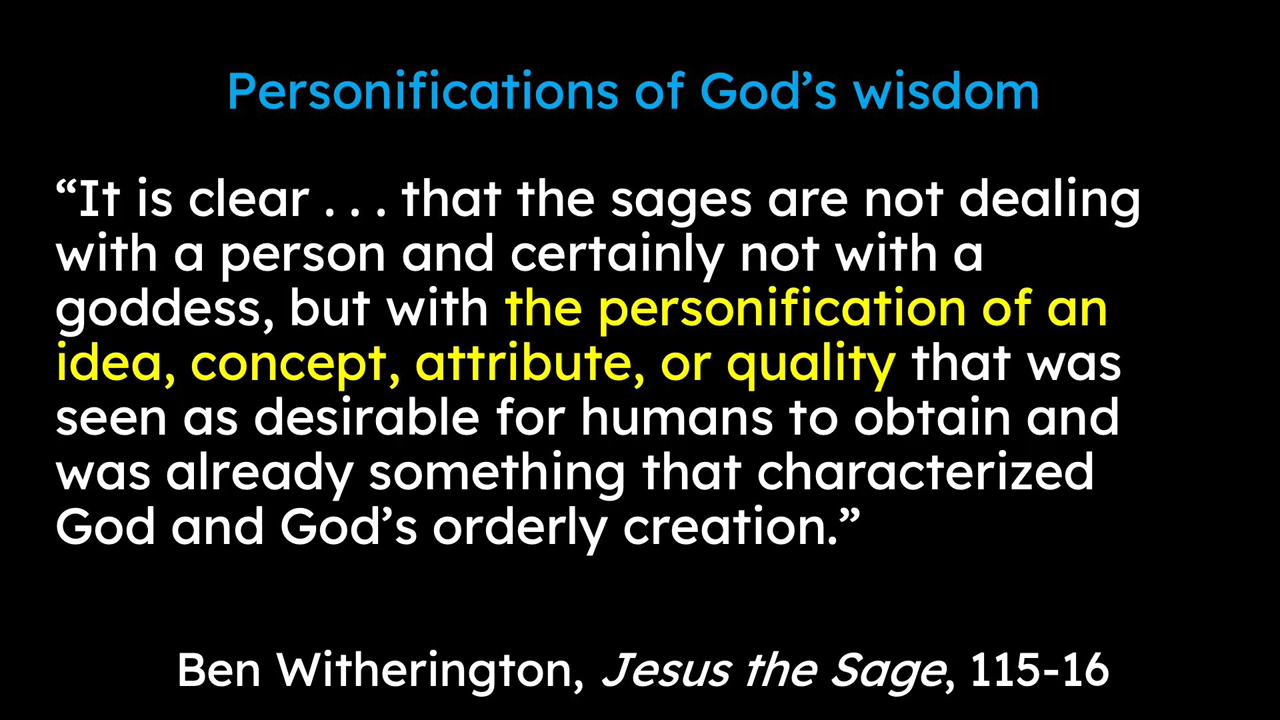 Personifications of God’s wisdom
“It is clear . . . that the sages are not dealing
with a person and certainly not with a
goddess, but with the personification of an
idea, concept, attribute, or quality that was
seen as desirable for humans to obtain and
was already something that characterized
God and God’s orderly creation.”
Ben Witherington, Jesus the Sage, 115-16